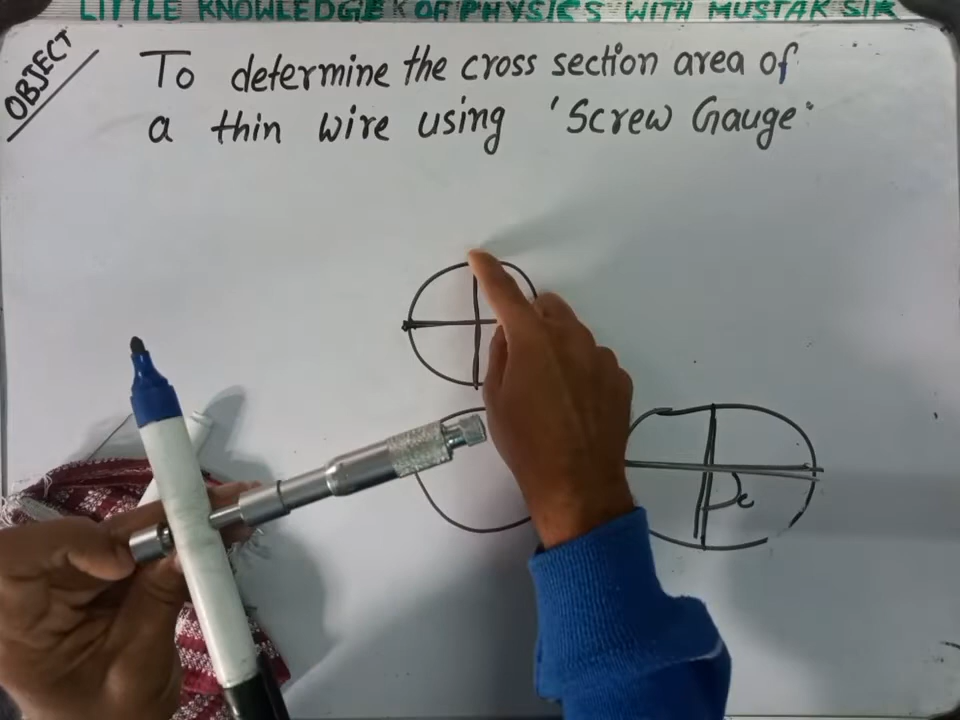 LITTLE KNOWLEDGE OF PHYSICS WITH MUSTAK SIR
OBJECT
To determine the cross section area of
a thin wire using 'Screw Gauge'